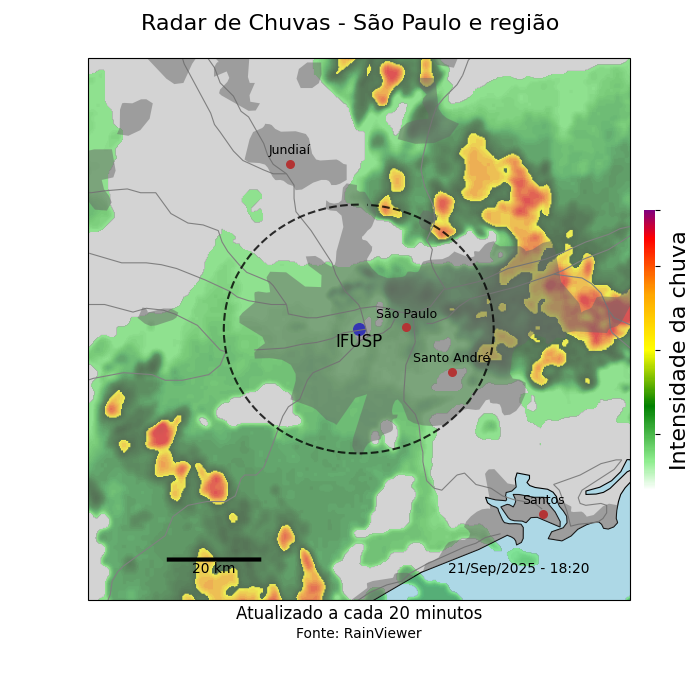 Radar de Chuvas - São Paulo e região
Jundiaí
São Paulo
IFUSP
Santo André
Santos
20 km
21/Sep/2025 - 18:20
Intensidade da chuva
Atualizado a cada 20 minutos
Fonte: RainViewer